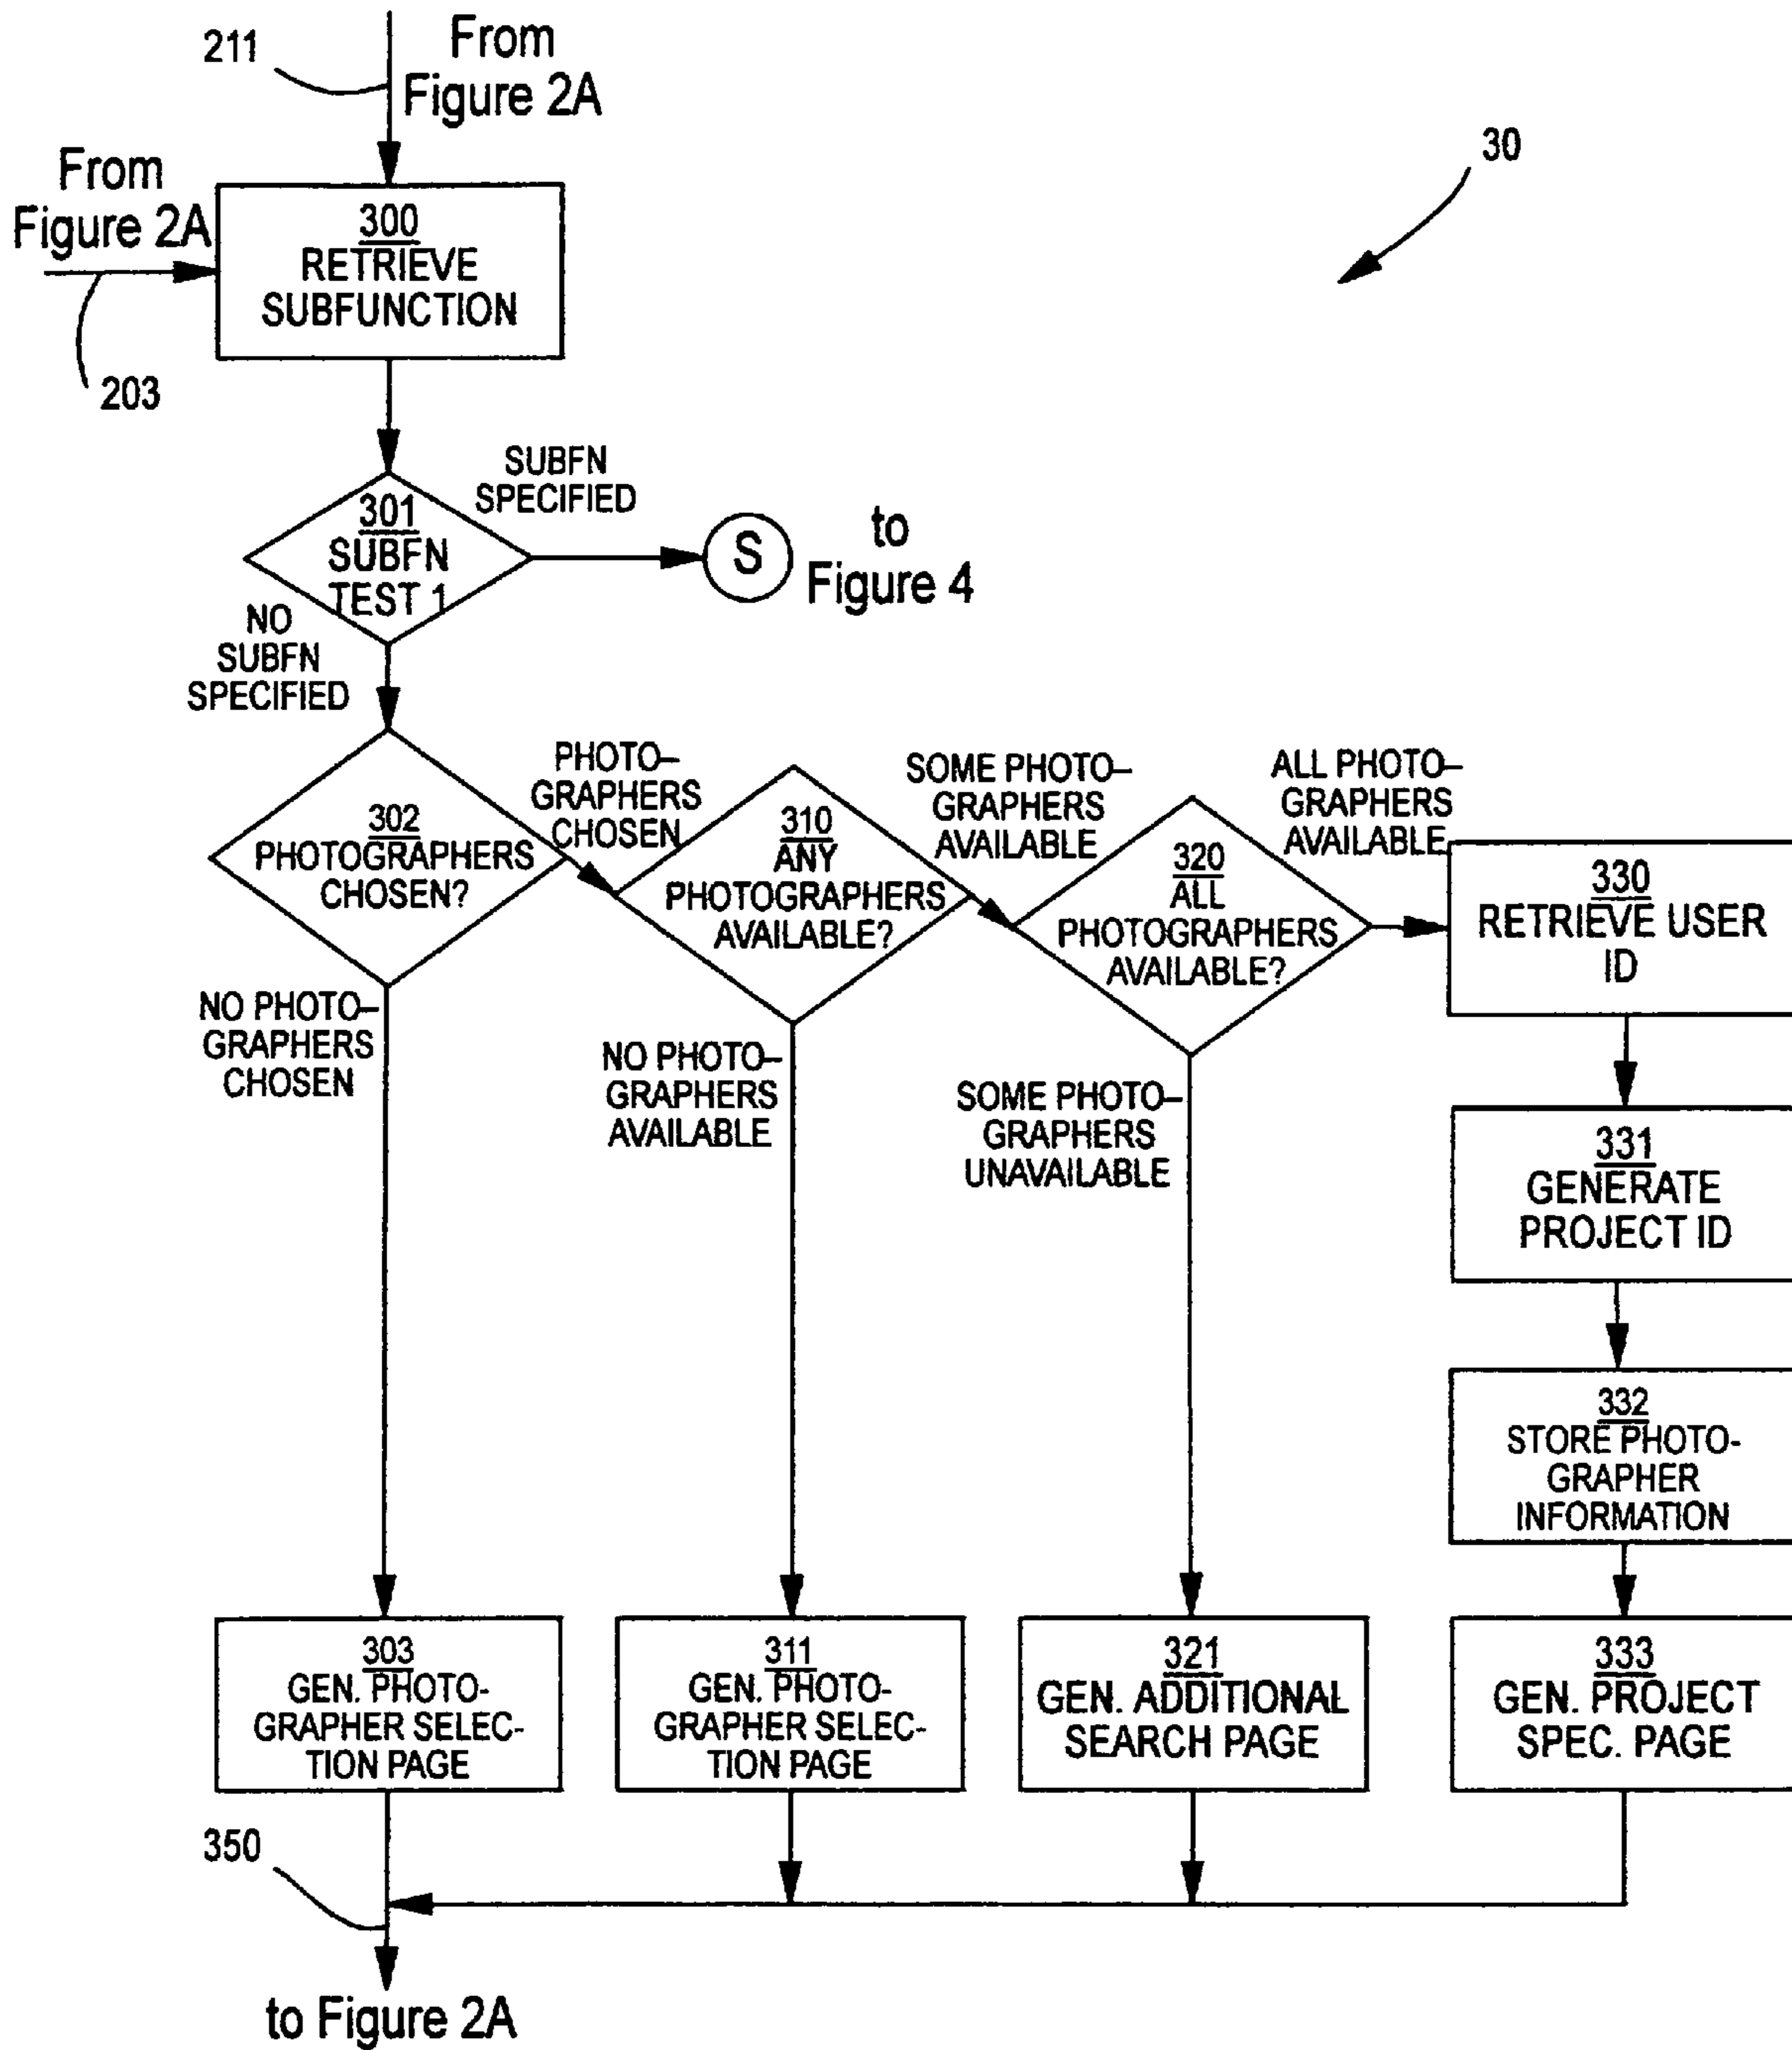 211
From
Figure 2A
30
From
Figure 2A
203
300
RETRIEVE
SUBFUNCTION
301
SUBFN
TEST 1
SUBFN
SPECIFIED
S
to
Figure 4
NO
SUBFN
SPECIFIED
302
PHOTOGRAPHERS
CHOSEN?
PHOTO–
GRAPHERS
CHOSEN
310
ANY
PHOTOGRAPHERS
AVAILABLE?
SOME PHOTO–
GRAPHERS
AVAILABLE
320
ALL
PHOTOGRAPHERS
AVAILABLE?
ALL PHOTO–
GRAPHERS
AVAILABLE
330
RETRIEVE USER
ID
NO PHOTO–
GRAPHERS
CHOSEN
NO PHOTO–
GRAPHERS
AVAILABLE
SOME PHOTO–
GRAPHERS
UNAVAILABLE
331
GENERATE
PROJECT ID
332
STORE PHOTO-
GRAPHER
INFORMATION
303
GEN. PHOTO-
GRAPHER SELEC-
TION PAGE
311
GEN. PHOTO-
GRAPHER SELEC-
TION PAGE
321
GEN. ADDITIONAL
SEARCH PAGE
333
GEN. PROJECT
SPEC. PAGE
350
to Figure 2A